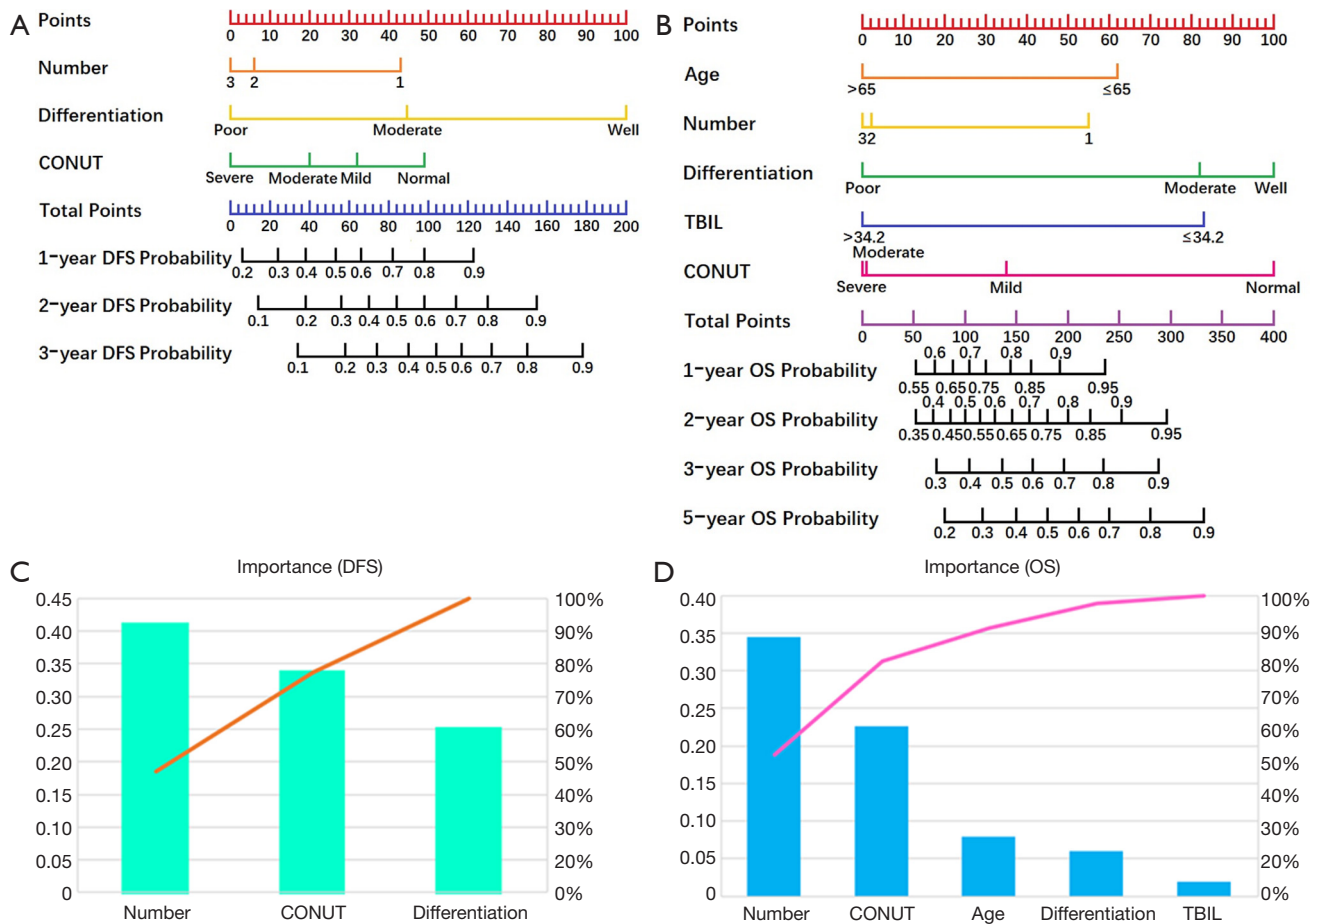 A
Points
0 10 20 30 40 50 60 70 80 90 100
Number
3 2 1
Differentiation
Poor Moderate Well
CONUT
Severe Moderate Mild Normal
Total Points
0 20 40 60 80 100 120 140 160 180 200
1-year DFS Probability
0.2 0.3 0.4 0.5 0.6 0.7 0.8 0.9
2-year DFS Probability
0.1 0.2 0.3 0.4 0.5 0.6 0.7 0.8 0.9
3-year DFS Probability
0.1 0.2 0.3 0.4 0.5 0.6 0.7 0.8 0.9
B
Points
0 10 20 30 40 50 60 70 80 90 100
Age
>65 ≤65
Number
32 1
Differentiation
Poor Moderate Well
TBIL
>34.2 ≤34.2
Moderate
CONUT
Severe Mild Normal
Total Points
0 50 100 150 200 250 300 350 400
0.6 0.7 0.8 0.9
1-year OS Probability
0.55 0.65 0.75 0.85 0.95
0.4 0.5 0.6 0.7 0.8 0.9
2-year OS Probability
0.35 0.45 0.55 0.65 0.75 0.85 0.95
3-year OS Probability
0.3 0.4 0.5 0.6 0.7 0.8 0.9
5-year OS Probability
0.2 0.3 0.4 0.5 0.6 0.7 0.8 0.9
C
Importance (DFS)
0.45 100%
0.40 90%
0.35 80%
0.30 70%
0.25 60%
0.20 50%
0.15 40%
0.10 30%
0.05 20%
0 0%
Number CONUT Differentiation
D
Importance (OS)
0.40 100%
0.35 90%
0.30 80%
0.25 70%
0.20 60%
0.15 50%
0.10 40%
0.05 30%
0 20%
0%
Number CONUT Age Differentiation TBIL